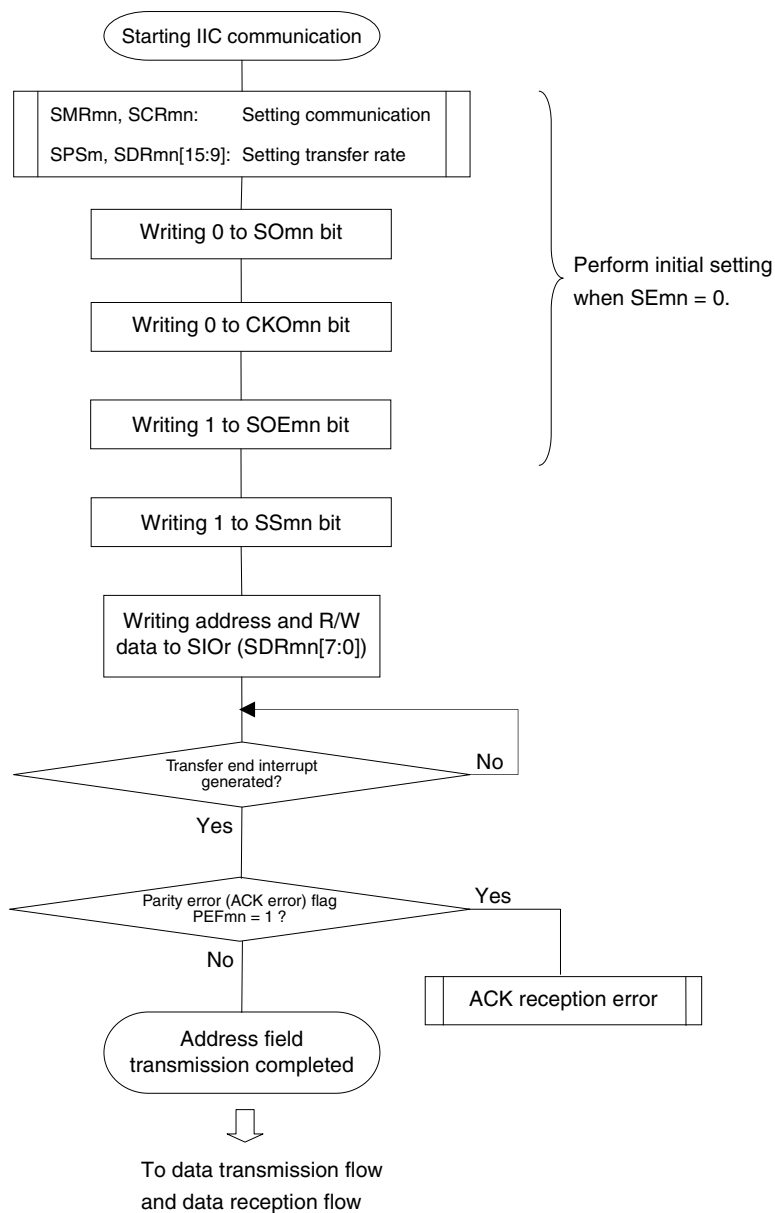 Starting IIC communication
SMRmn, SCRmn: Setting communication
SPSm, SDRmn[15:9]: Setting transfer rate
Writing 0 to SOmn bit
Writing 0 to CKOmn bit
Perform initial setting
when SEmn = 0.
Writing 1 to SOEmn bit
Writing 1 to SSmn bit
Writing address and R/W
data to SIOr (SDRmn[7:0])
Transfer end interrupt
generated?
No
Yes
Parity error (ACK error) flag
PEFmn = 1 ?
Yes
No
ACK reception error
Address field
transmission completed
To data transmission flow
and data reception flow